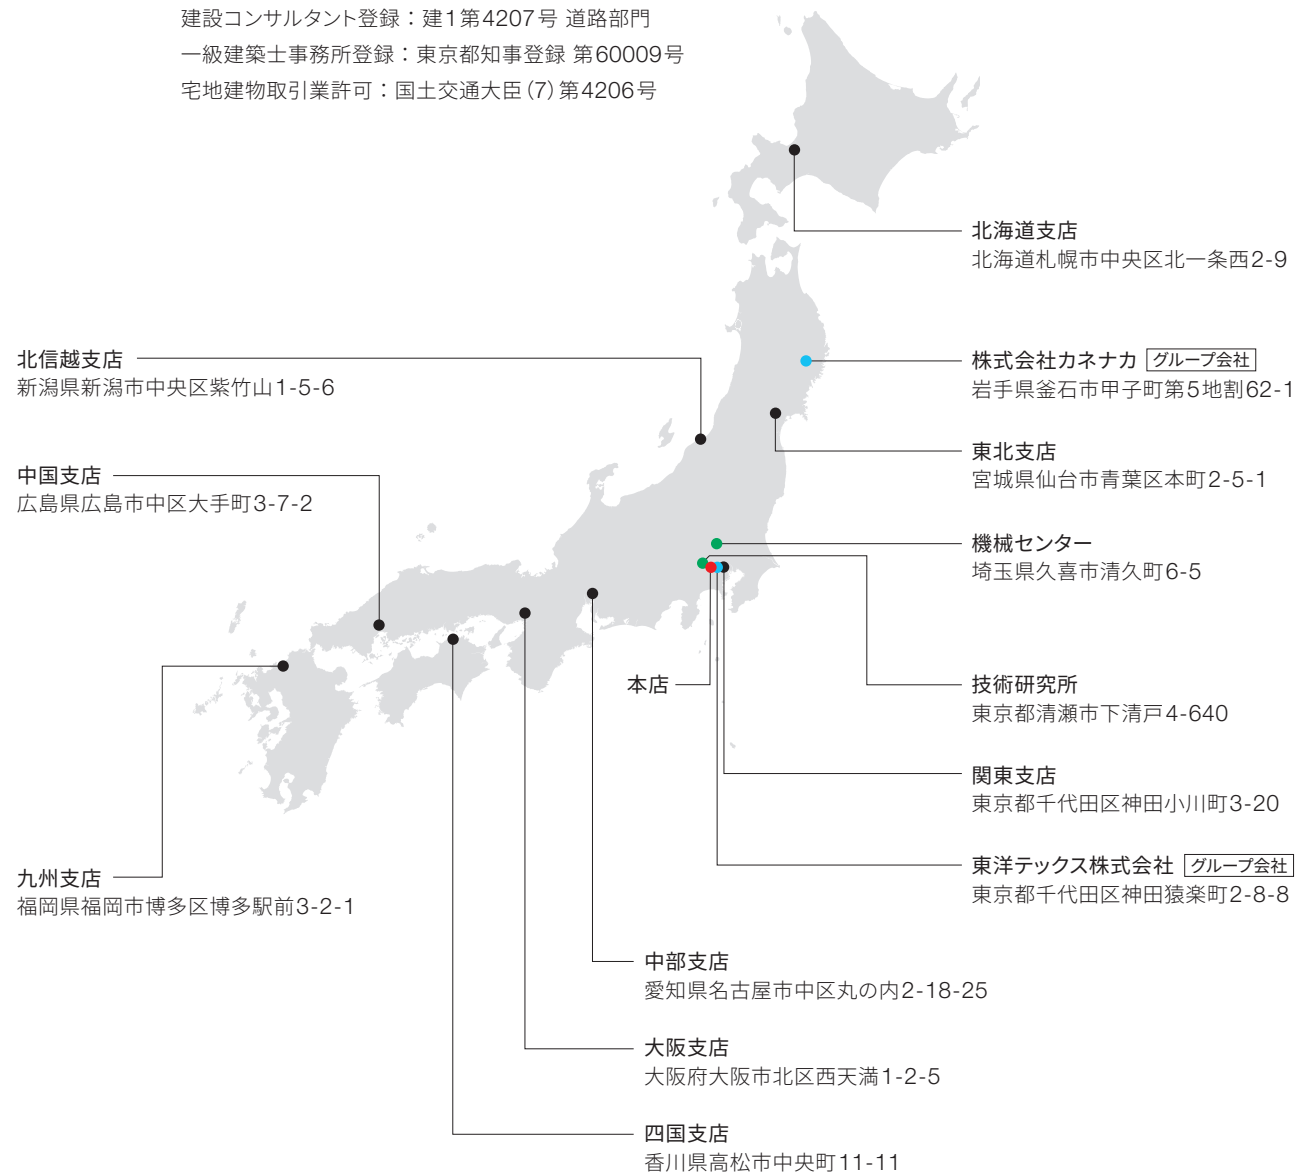 建設コンサルタント登録：建1第4207号 道路部門
一級建築士事務所登録：東京都知事登録 第60009号
宅地建物取引業許可：国土交通大臣(7)第4206号
北海道支店
北海道札幌市中央区北一条西2-9
株式会社カネナカ グループ会社
岩手県釜石市甲子町第5地割62-1
東北支店
宮城県仙台市青葉区本町2-5-1
機械センター
埼玉県久喜市清久町6-5
技術研究所
東京都清瀬市下清戸4-640
関東支店
東京都千代田区神田小川町3-20
東洋テックス株式会社 グループ会社
東京都千代田区神田猿楽町2-8-8
本店
北信越支店
新潟県新潟市中央区紫竹山1-5-6
中国支店
広島県広島市中区大手町3-7-2
九州支店
福岡県福岡市博多区博多駅前3-2-1
中部支店
愛知県名古屋市中区丸の内2-18-25
大阪支店
大阪府大阪市北区西天満1-2-5
四国支店
香川県高松市中央町11-11